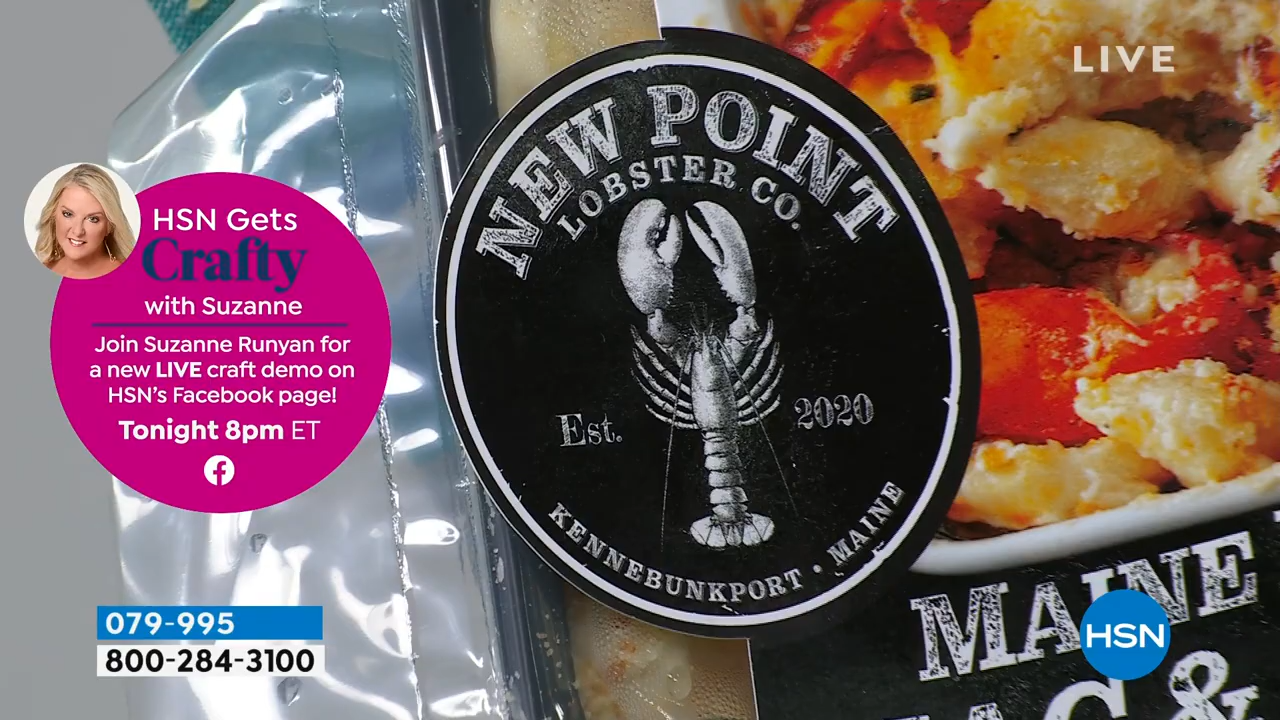 LIVE
HSN Gets
Crafty
with Suzanne
Join Suzanne Runyan for
a new LIVE craft demo on
HSN's Facebook page!
Tonight 8pm ET
NEW POINT
LOBSTER CO.
Est. 2020
KENNEBUNKPORT • MAINE
MAINE
&
079-995
800-284-3100
HSN